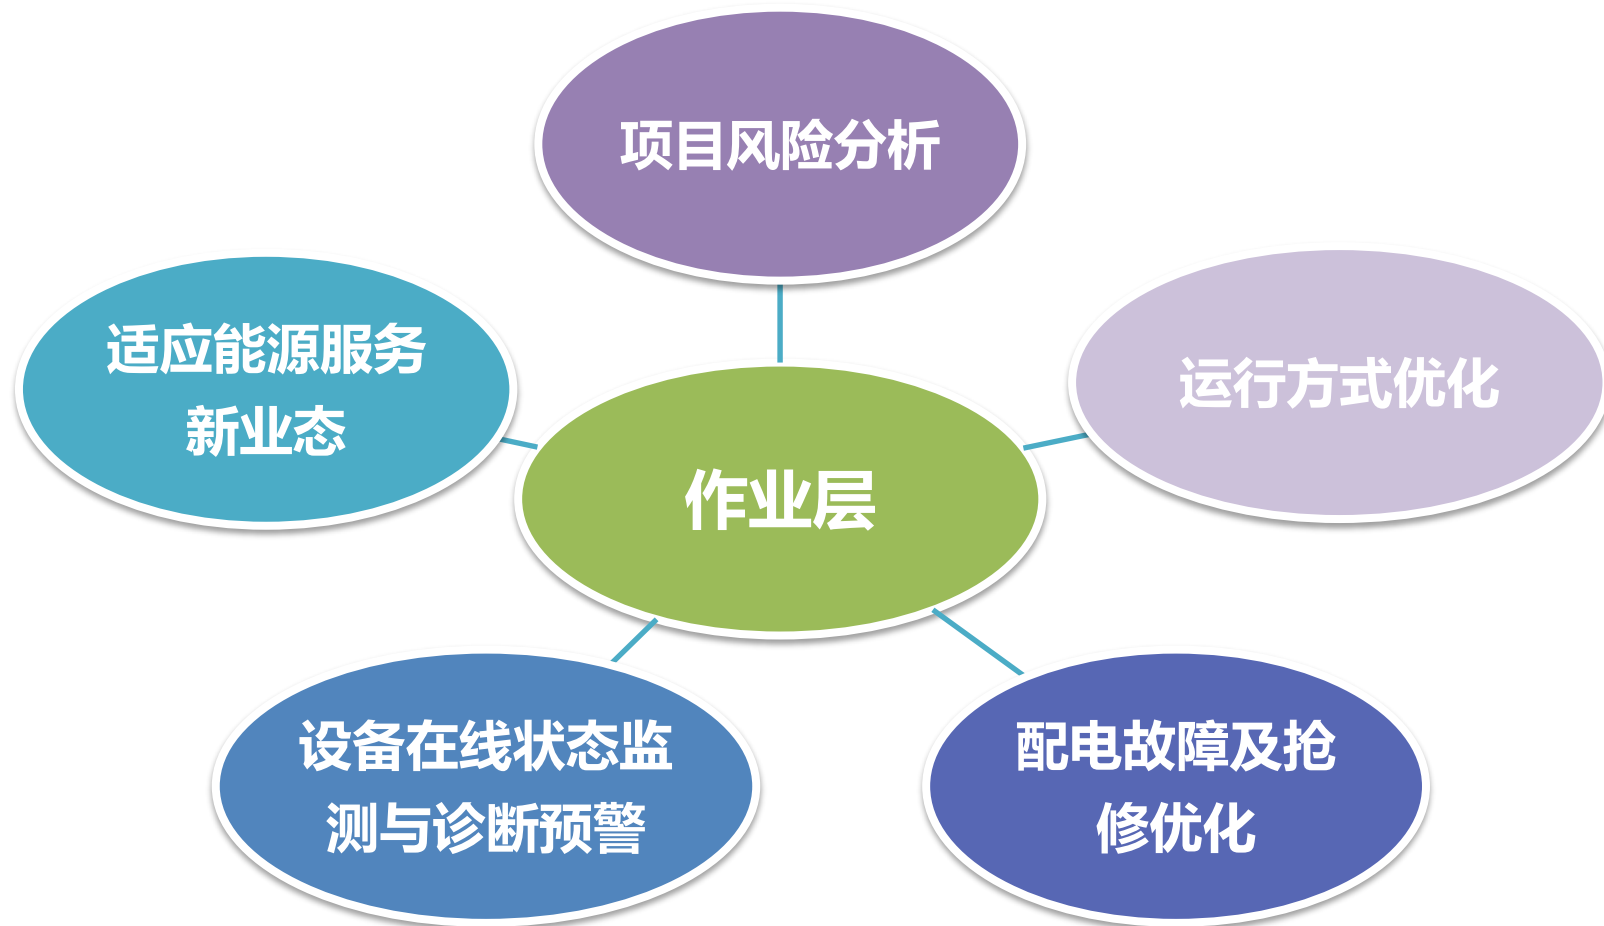 项目风险分析
适应能源服务
新业态
运行方式优化
作业层
设备在线状态监
测与诊断预警
配电故障及抢
修优化